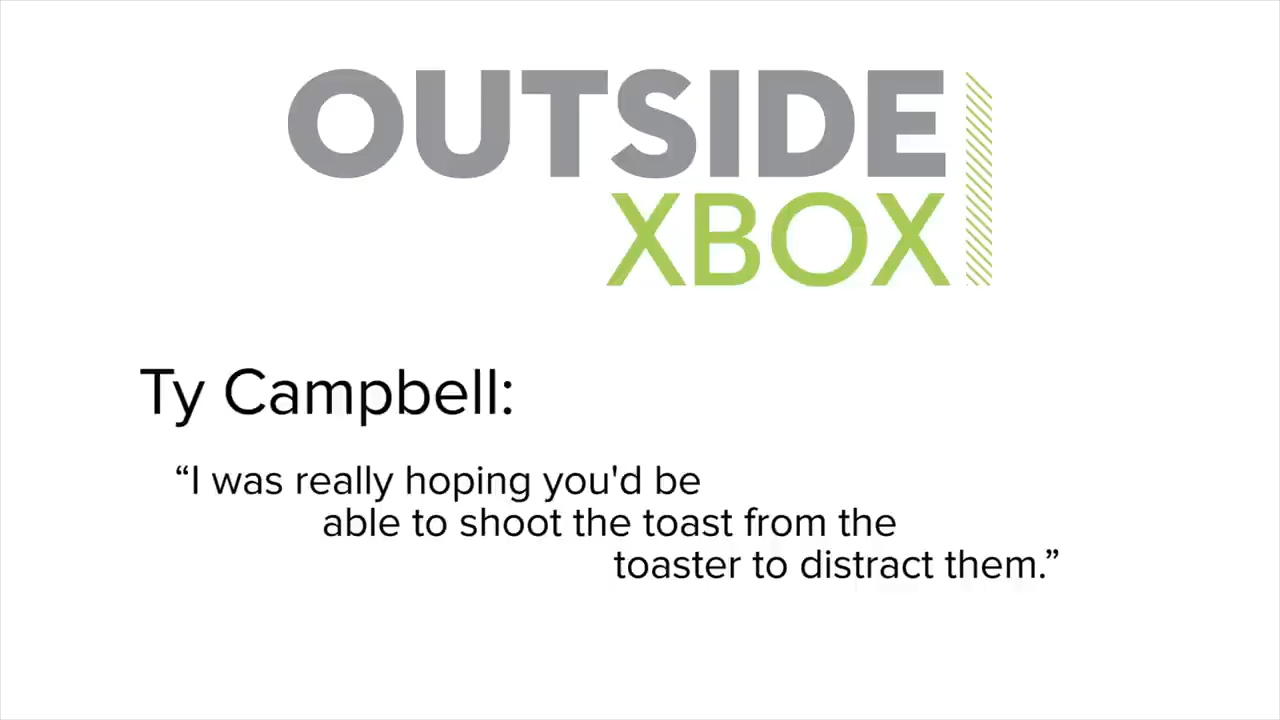 OUTSIDE
XBOX
Ty Campbell:
“I was really hoping you'd be
able to shoot the toast from the
toaster to distract them.”